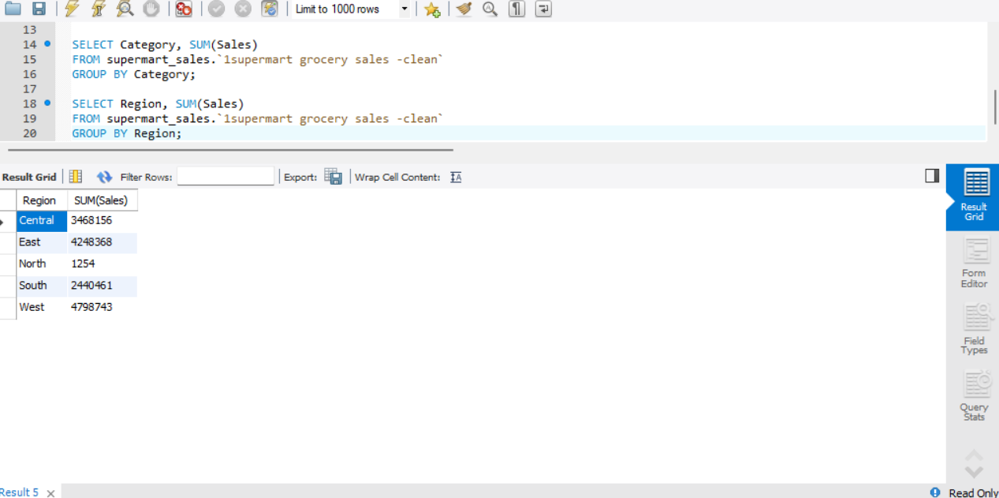 Limit to 1000 rows
13
14 SELECT Category, SUM(Sales)
15 FROM supermart_sales.`1supermart grocery sales -clean`
16 GROUP BY Category;
17
18 SELECT Region, SUM(Sales)
19 FROM supermart_sales.`1supermart grocery sales -clean`
20 GROUP BY Region;
Result Grid Filter Rows: Export: Wrap Cell Content:
Region SUM(Sales)
Central 3468156
East 4248368
North 1254
South 2440461
West 4798743
Result
Grid
Form
Editor
Field
Types
Query
Stats
Result 5
Read Only